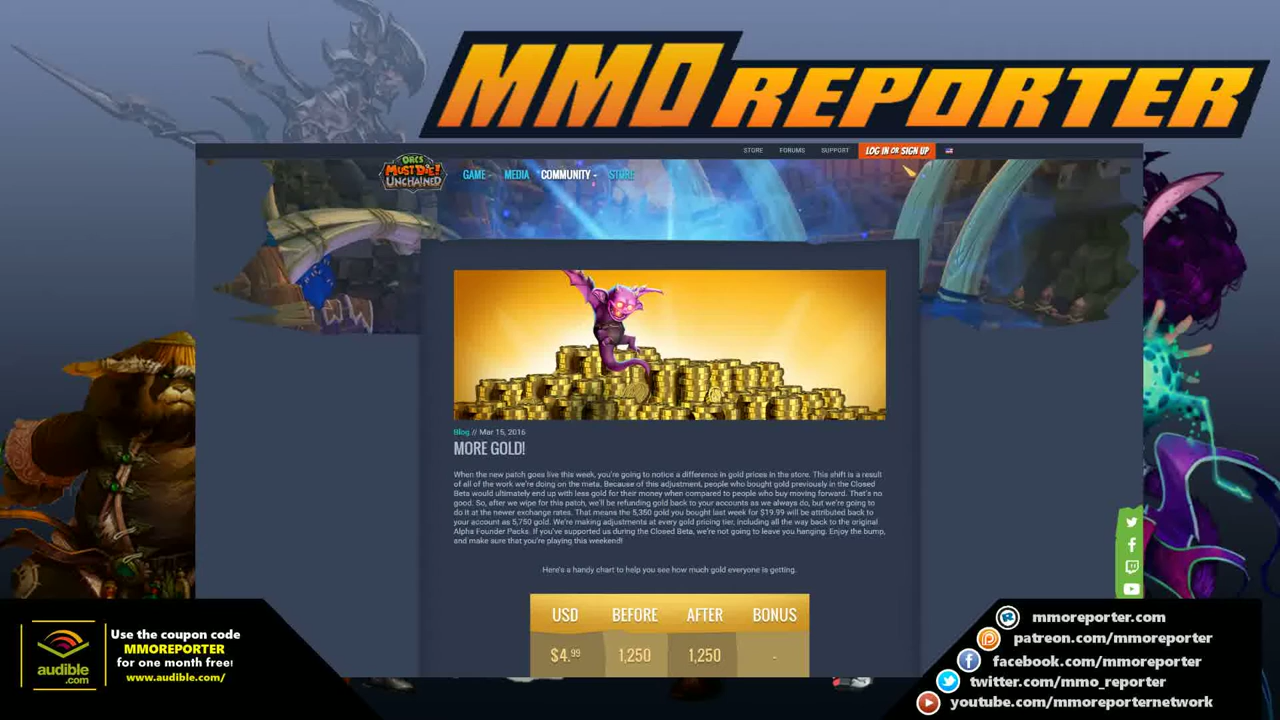 MMO REPORTER
STORE FORUMS SUPPORT LOG IN OR SIGN UP
ORCS MUST DIE! UNCHAINED
GAME MEDIA COMMUNITY STORE
Blog // Mar 15, 2016
MORE GOLD!
When the new patch goes live this week, you're going to notice a difference in gold prices in the store. This shift is a result
of all of the work we're doing on the meta. Because of this adjustment, people who bought gold previously in the Closed
Beta would ultimately end up with less gold for their money when compared to people who buy moving forward. That's no
good. So, after we wipe for this patch, we'll be refunding gold back to your accounts as we always do, but we're going to
do it at the newer exchange rates. That means the 5,350 gold you bought last week for $19.99 will be attributed back to
your account as 5,750 gold. We're making adjustments at every gold pricing tier, including all the way back to the original
Alpha Founder Packs. If you've supported us during the Closed Beta, we're not going to leave you hanging. Enjoy the bump,
and make sure that you're playing this weekend!
Here's a handy chart to help you see how much gold everyone is getting.
USD BEFORE AFTER BONUS
$4.99 1,250 1,250 -
audible.com
Use the coupon code
MMOREPORTER
for one month free!
www.audible.com/
mmoreporter.com
patreon.com/mmoreporter
facebook.com/mmoreporter
twitter.com/mmo_reporter
youtube.com/mmoreporternetwork